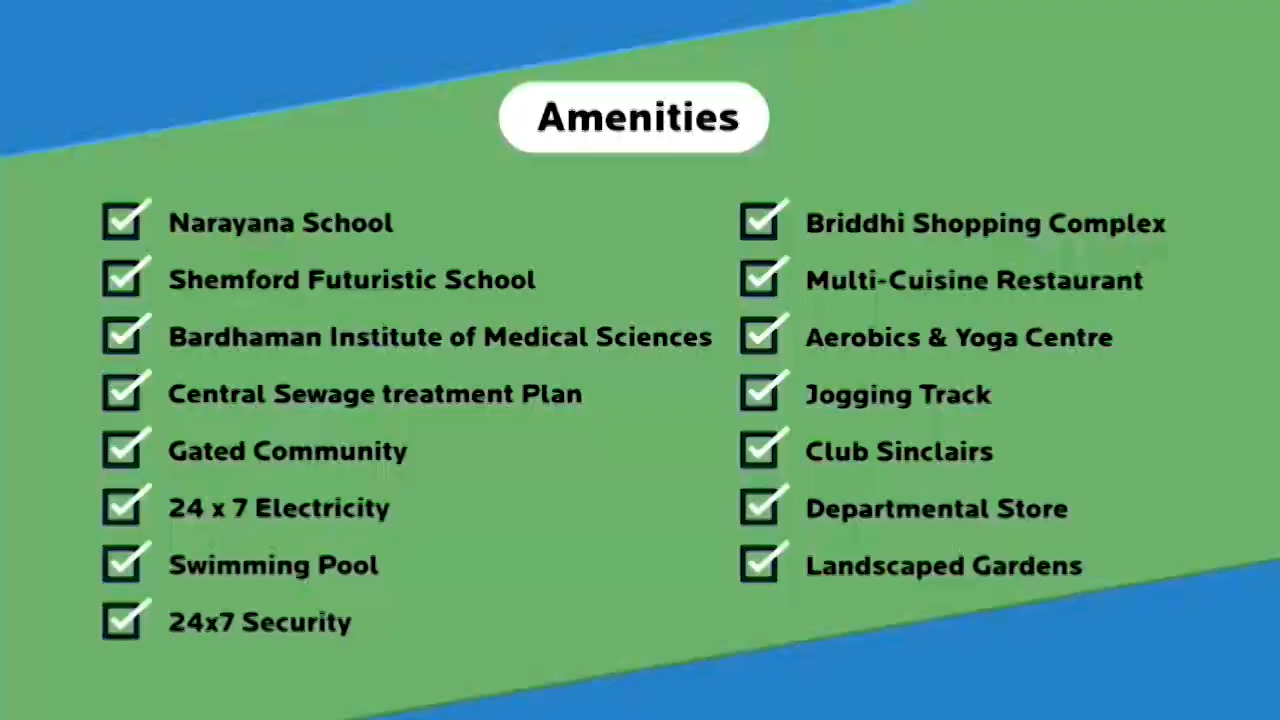 Amenities
Narayana School
Shemford Futuristic School
Bardhaman Institute of Medical Sciences
Central Sewage treatment Plan
Gated Community
24 x 7 Electricity
Swimming Pool
24x7 Security
Briddhi Shopping Complex
Multi-Cuisine Restaurant
Aerobics & Yoga Centre
Jogging Track
Club Sinclairs
Departmental Store
Landscaped Gardens